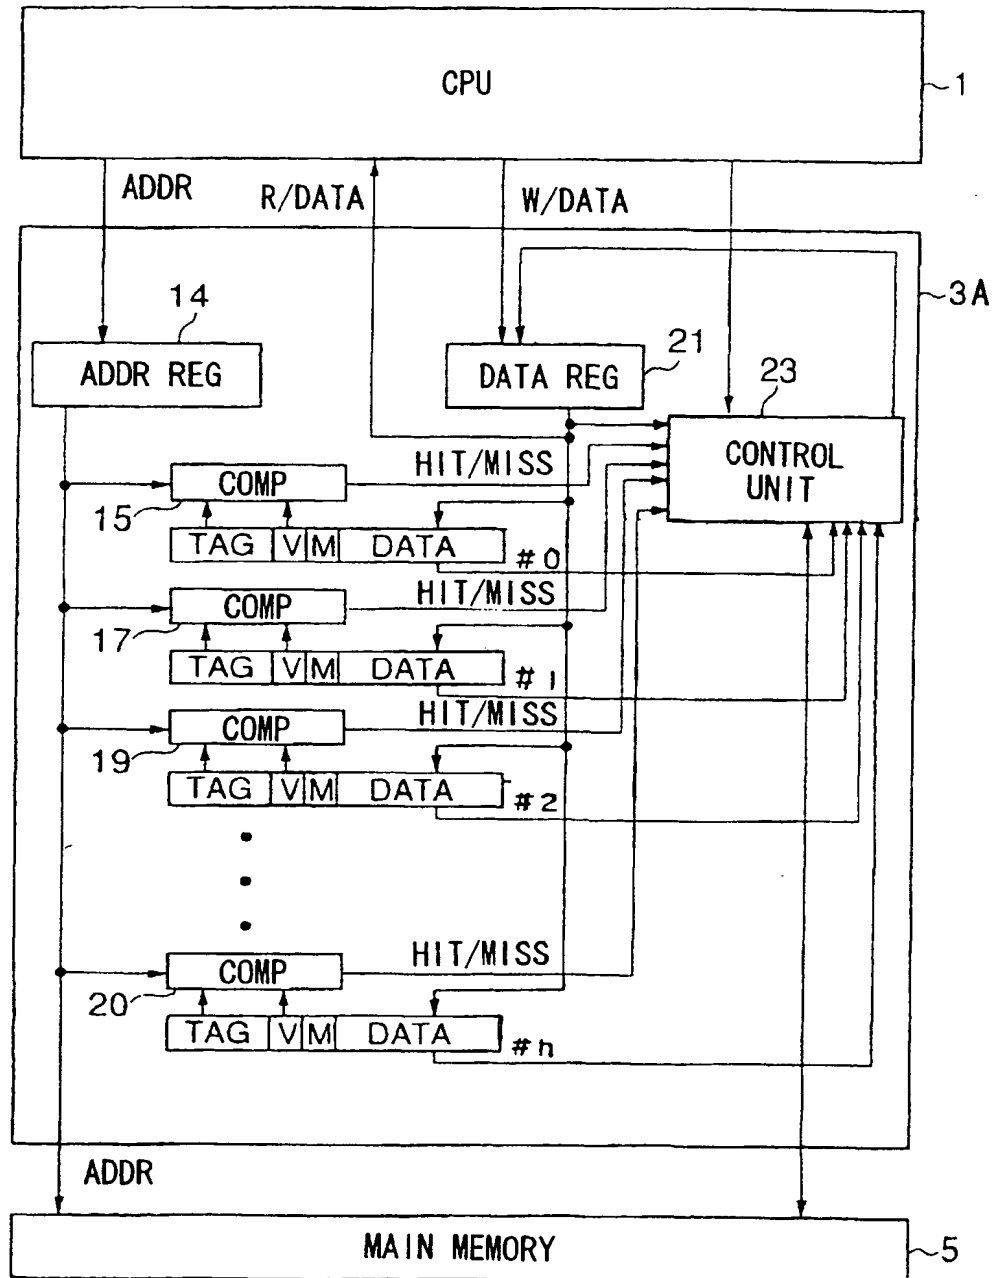 CPU
1
ADDR
R/DATA
W/DATA
3A
14
ADDR REG
21
DATA REG
23
CONTROL
UNIT
HIT/MISS
COMP
15
TAG V M DATA #0
HIT/MISS
COMP
17
TAG V M DATA #1
HIT/MISS
COMP
19
TAG V M DATA #2
HIT/MISS
COMP
20
TAG V M DATA #n
ADDR
MAIN MEMORY
5